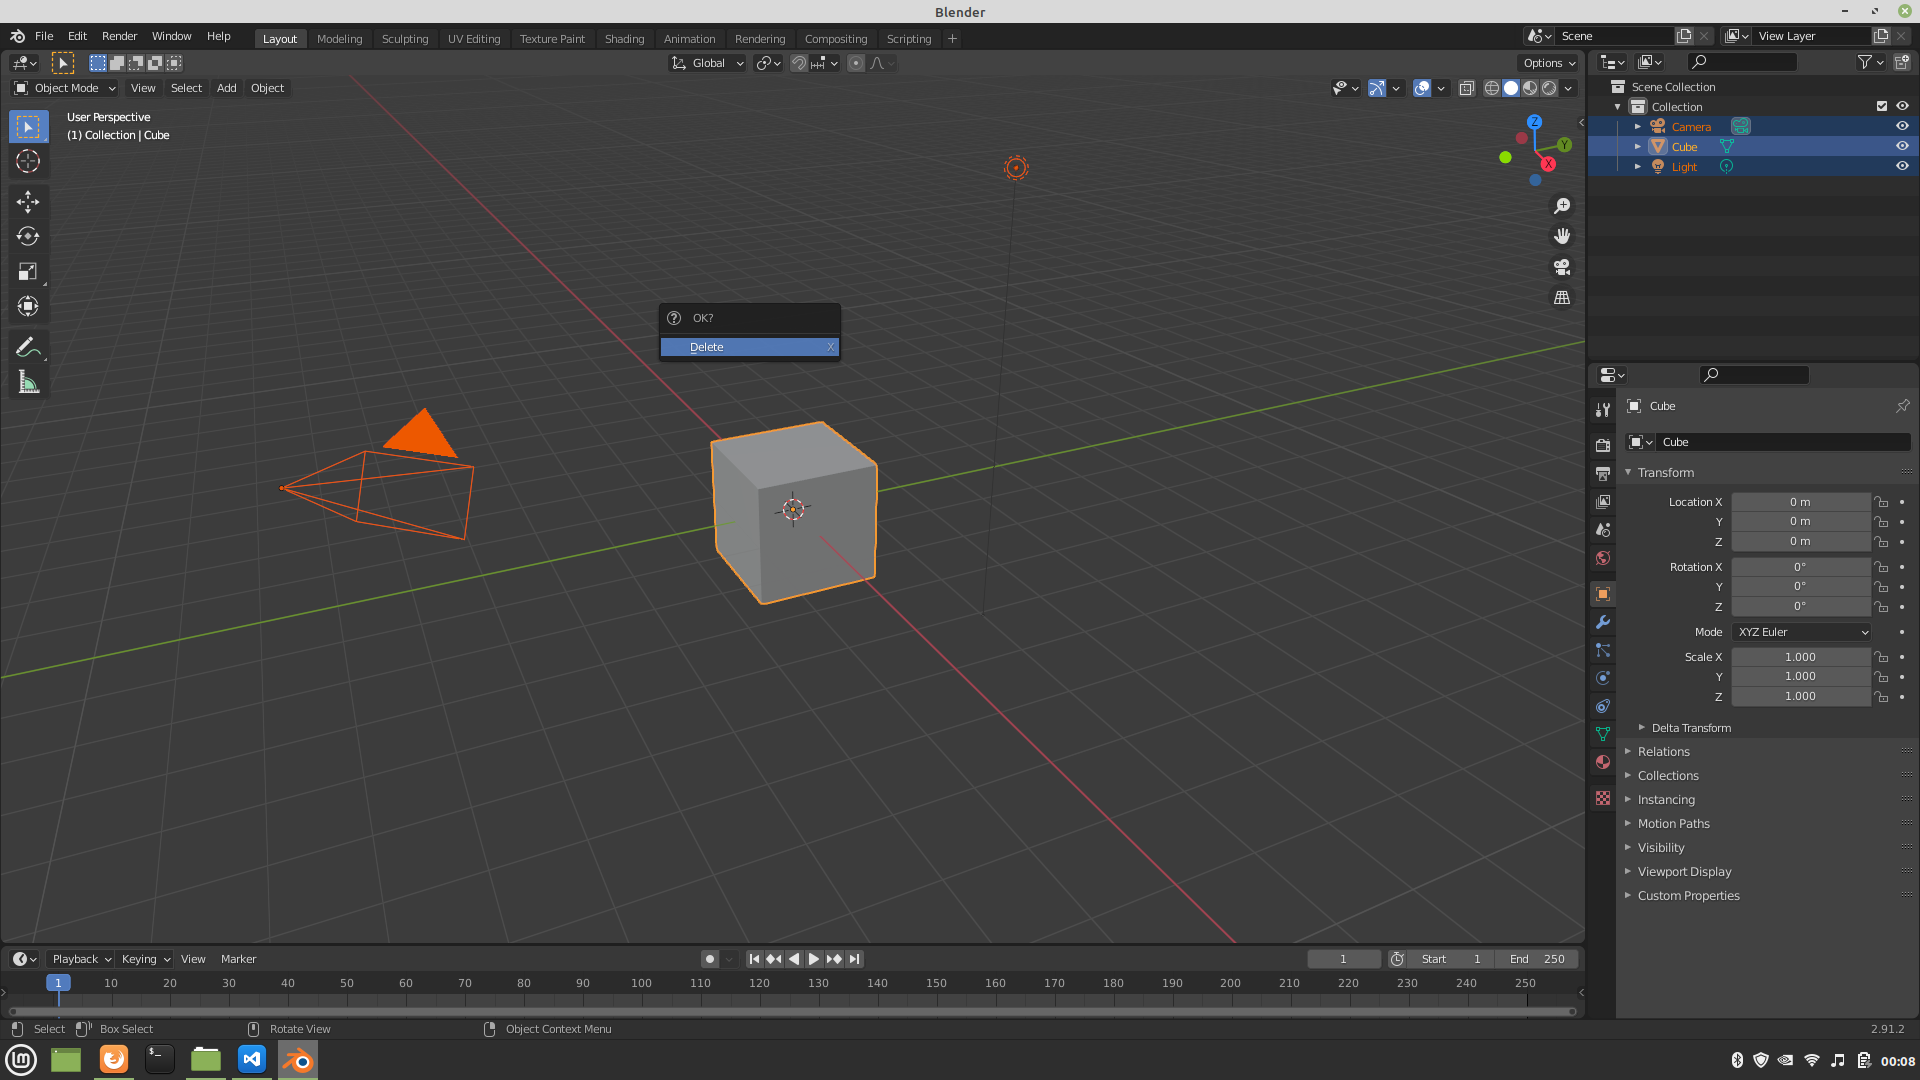 Blender
File Edit Render Window Help Layout Modeling Sculpting UV Editing Texture Paint Shading Animation Rendering Compositing Scripting + Scene View Layer
Global Options
Object Mode View Select Add Object
User Perspective
(1) Collection | Cube
Z
Y
X
Scene Collection
Collection
Camera
Cube
Light
OK?
Delete X
Cube
Cube
Transform
Location X 0 m
Y 0 m
Z 0 m
Rotation X 0°
Y 0°
Z 0°
Mode XYZ Euler
Scale X 1.000
Y 1.000
Z 1.000
Delta Transform
Relations
Collections
Instancing
Motion Paths
Visibility
Viewport Display
Custom Properties
Playback Keying View Marker 1 Start 1 End 250
1 10 20 30 40 50 60 70 80 90 100 110 120 130 140 150 160 170 180 190 200 210 220 230 240 250
Select Box Select Rotate View Object Context Menu 2.91.2
00:08